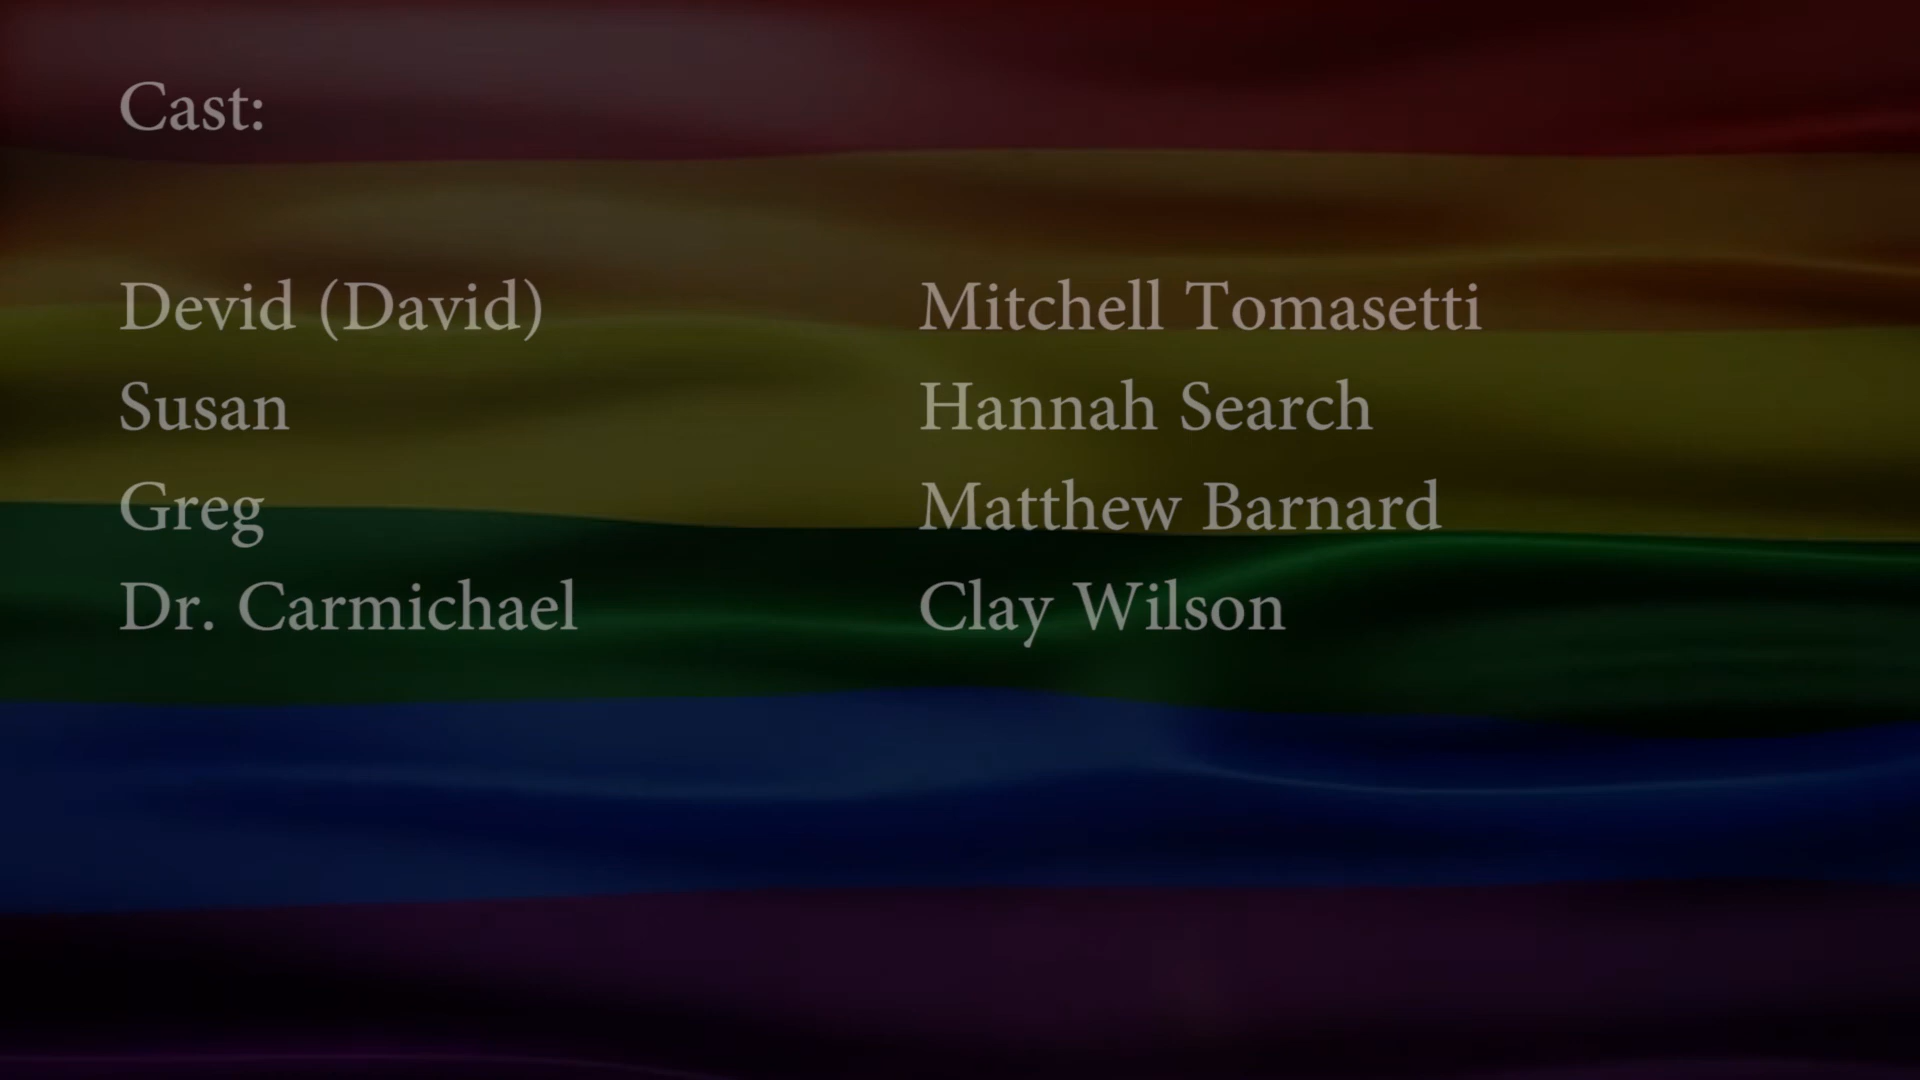 Cast:
Devid (David) Mitchell Tomasetti
Susan Hannah Search
Greg Matthew Barnard
Dr. Carmichael Clay Wilson